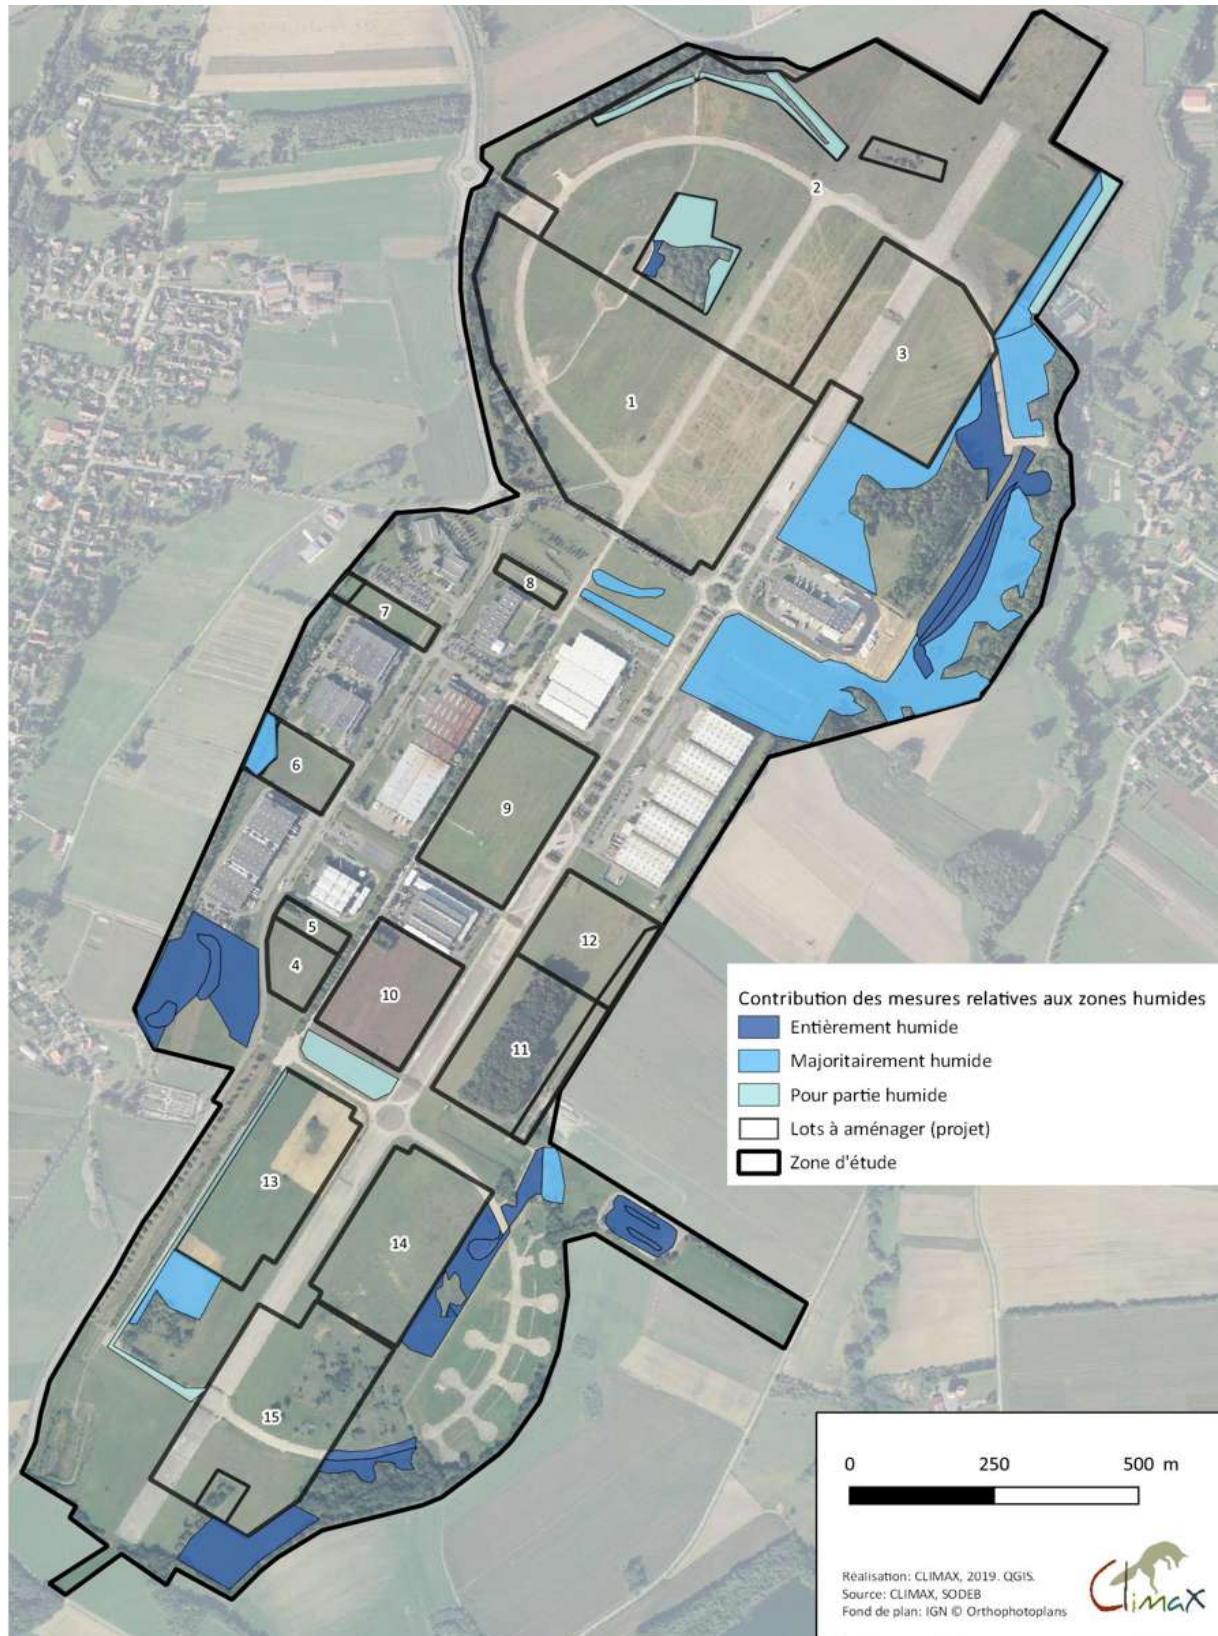 2
3
1
8
7
6
9
5
12
4
10
11
Contribution des mesures relatives aux zones humides
Entièrement humide
Majoritairement humide
Pour partie humide
Lots à aménager (projet)
Zone d'étude
13
14
15
0 250 500 m
Réalisation: CLIMAX, 2019. QGIS.
Source: CLIMAX, SODEB
Fond de plan: IGN © Orthophotoplans
Climax